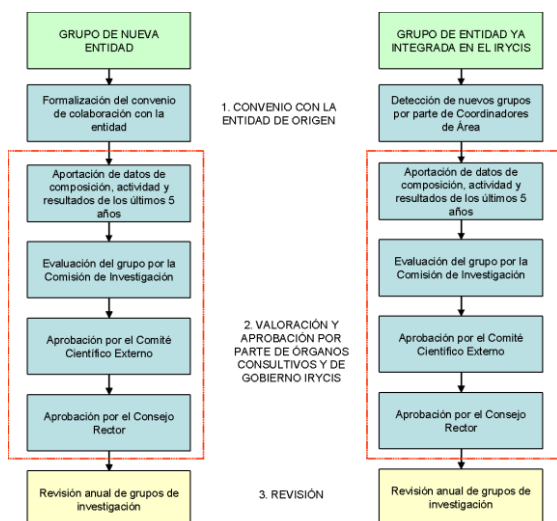 GRUPO DE NUEVA
ENTIDAD
Formalización del convenio
de colaboración con la
entidad
Aportación de datos de
composición, actividad y
resultados de los últimos 5
años
Evaluación del grupo por la
Comisión de Investigación
Aprobación por el Comité
Científico Externo
Aprobación por el Consejo
Rector
Revisión anual de grupos de
investigación
1. CONVENIO CON LA
ENTIDAD DE ORIGEN
2. VALORACIÓN Y
APROBACIÓN POR
PARTE DE ÓRGANOS
CONSULTIVOS Y DE
GOBIERNO IRYCIS
3. REVISIÓN
GRUPO DE ENTIDAD YA
INTEGRADA EN EL IRYCIS
Detección de nuevos grupos
por parte de Coordinadores
de Área
Aportación de datos de
composición, actividad y
resultados de los últimos 5
años
Evaluación del grupo por la
Comisión de Investigación
Aprobación por el Comité
Científico Externo
Aprobación por el Consejo
Rector
Revisión anual de grupos de
investigación